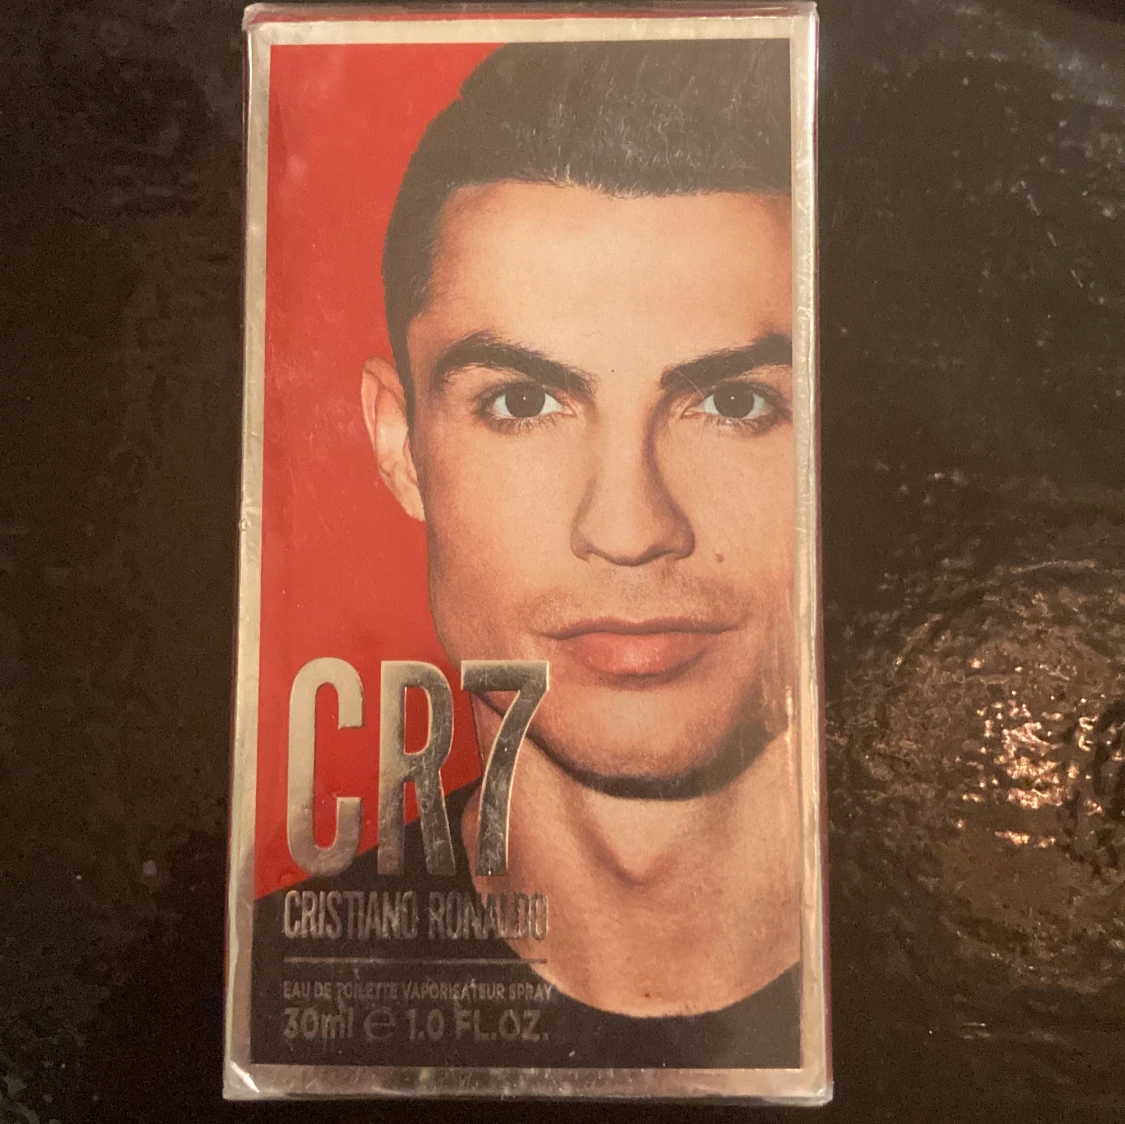 CR7
CRISTIANO RONALDO
EAU DE TOILETTE VAPORISATEUR SPRAY
30ml ℮ 1.0 FL.OZ.